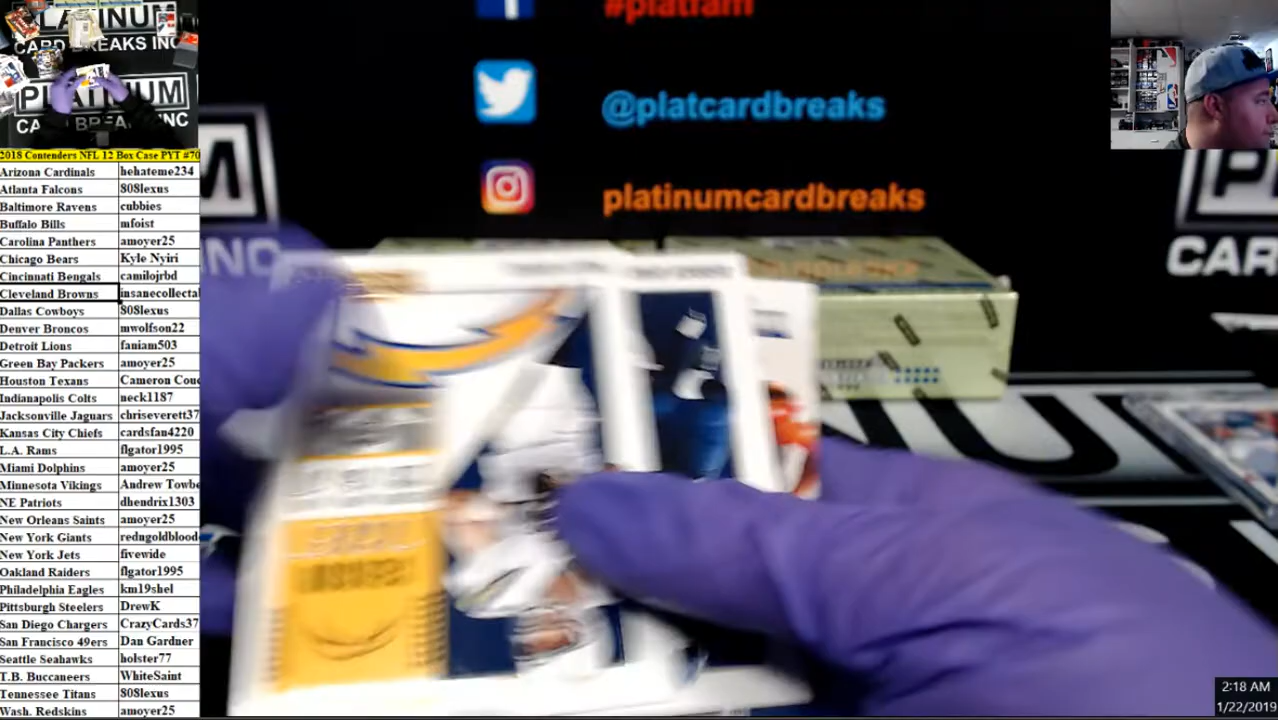 PLATINUM
CARD BREAKS INC
PLATINUM
CARD BREAKS INC
#platfam
@platcardbreaks
platinumcardbreaks
INC
CAR
2018 Contenders NFL 12 Box Case PYT #70
Arizona Cardinals hehateme234
Atlanta Falcons 808lexus
Baltimore Ravens cubbies
Buffalo Bills mfoist
Carolina Panthers amoyer25
Chicago Bears Kyle Nyiri
Cincinnati Bengals camilojrbd
Cleveland Browns insanecollectal
Dallas Cowboys 808lexus
Denver Broncos mwolfson22
Detroit Lions faniam503
Green Bay Packers amoyer25
Houston Texans Cameron Couc
Indianapolis Colts neck1187
Jacksonville Jaguars chriseverett37
Kansas City Chiefs cardsfan4220
L.A. Rams flgator1995
Miami Dolphins amoyer25
Minnesota Vikings Andrew Towbe
NE Patriots dhendrix1303
New Orleans Saints amoyer25
New York Giants redngoldblood
New York Jets fivewide
Oakland Raiders flgator1995
Philadelphia Eagles km19shel
Pittsburgh Steelers DrewK
San Diego Chargers CrazyCards37
San Francisco 49ers Dan Gardner
Seattle Seahawks holster77
T.B. Buccaneers WhiteSaint
Tennessee Titans 808lexus
Wash. Redskins amoyer25
2:18 AM
1/22/2019